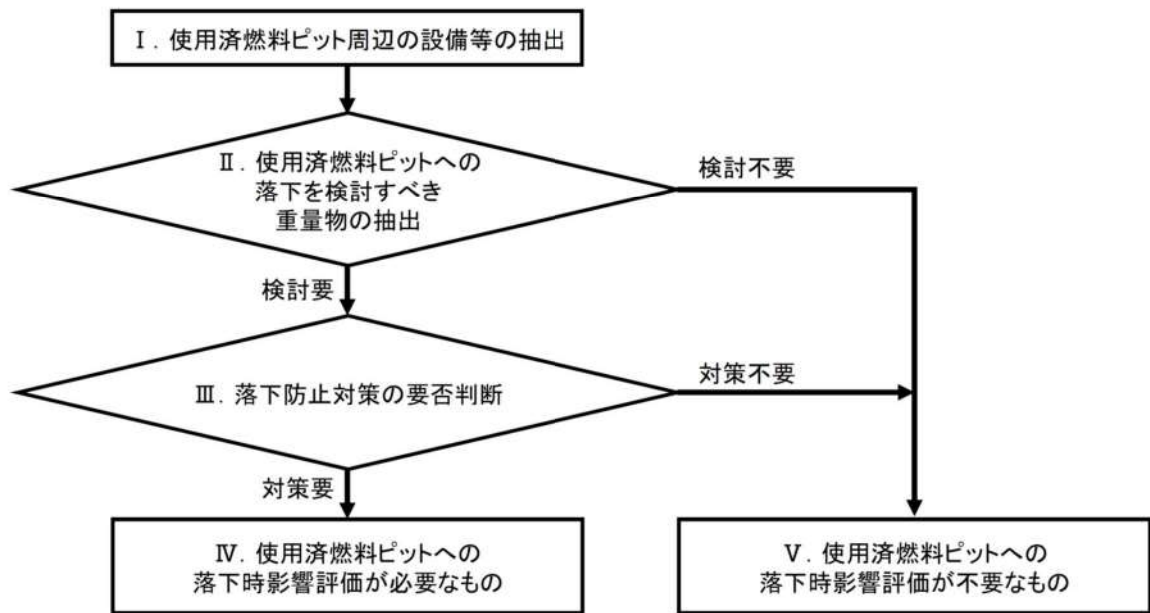 Ⅰ. 使用済燃料ピット周辺の設備等の抽出
Ⅱ. 使用済燃料ピットへの
落下を検討すべき
重量物の抽出
検討不要
検討要
Ⅲ. 落下防止対策の要否判断
対策不要
対策要
Ⅳ. 使用済燃料ピットへの
落下時影響評価が必要なもの
Ⅴ. 使用済燃料ピットへの
落下時影響評価が不要なもの